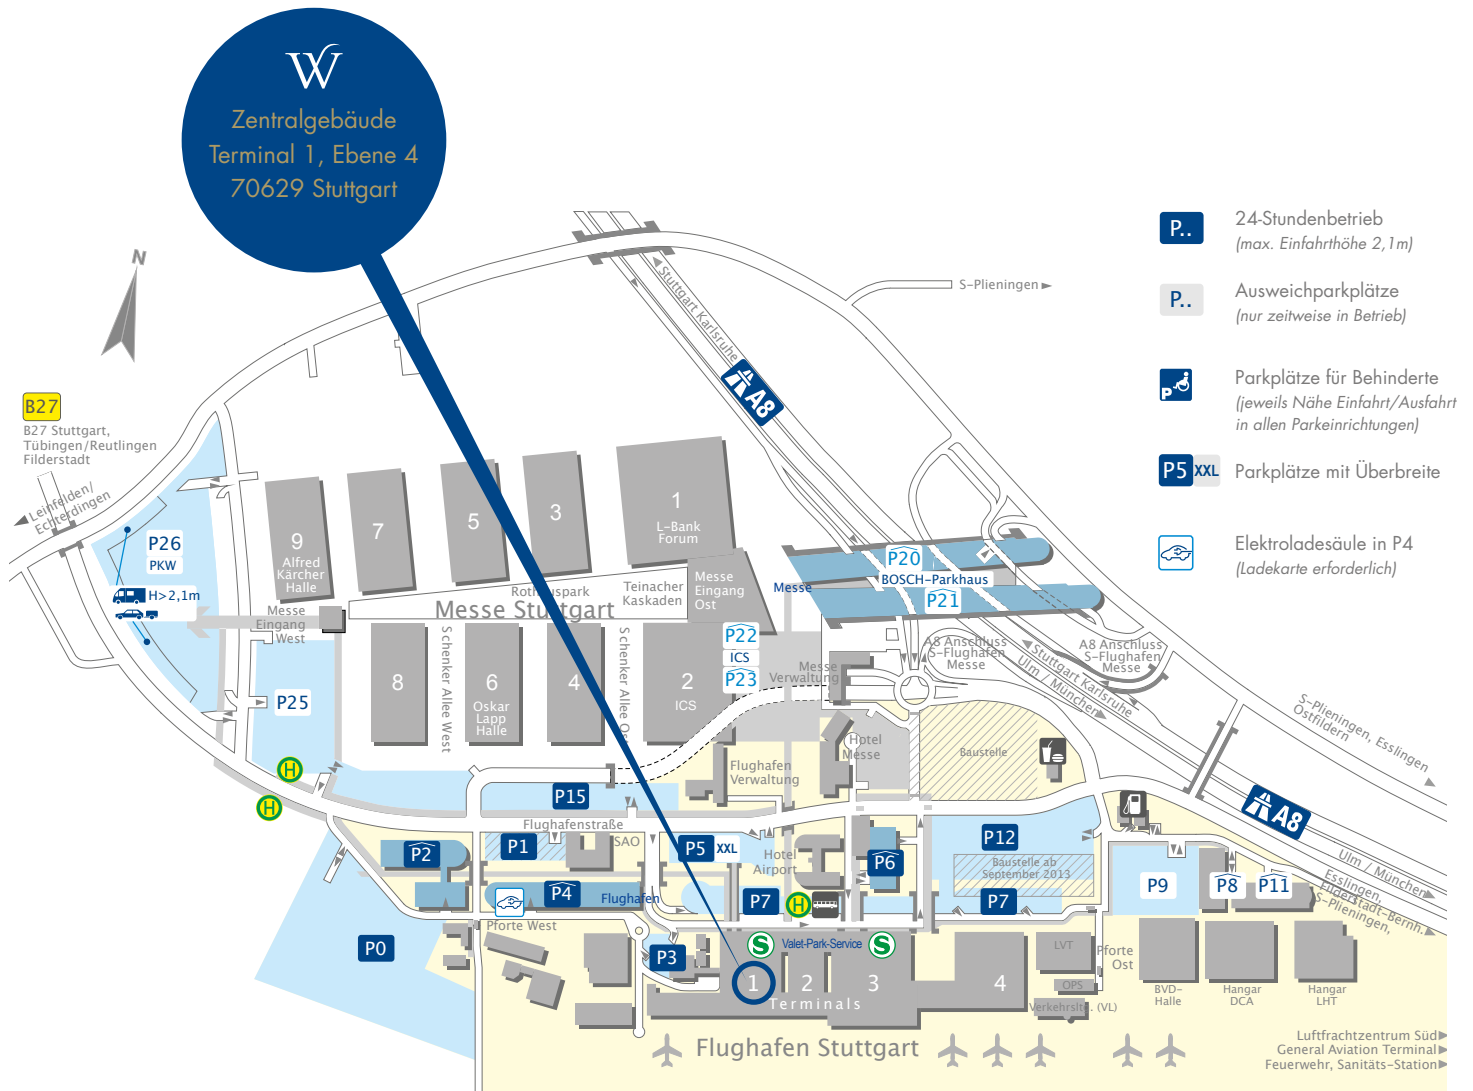 W
Zentralgebäude
Terminal 1, Ebene 4
70629 Stuttgart
N
P..
24-Stundenbetrieb
(max. Einfahrthöhe 2,1m)
P..
Ausweichparkplätze
(nur zeitweise in Betrieb)
P
Parkplätze für Behinderte
(jeweils Nähe Einfahrt/Ausfahrt
in allen Parkeinrichtungen)
P5 XXL
Parkplätze mit Überbreite
Elektroladesäule in P4
(Ladekarte erforderlich)
S-Plieningen
Stuttgart Karlsruhe
A8
B27
B27 Stuttgart,
Tübingen/Reutlingen
Filderstadt
Leinfelden/
Echterdingen
P26
PKW
H>2,1m
9
Alfred
Kärcher
Halle
7
5
3
1
L-Bank
Forum
Messe
Eingang
West
Messe Stuttgart
Teinacher
Kaskaden
Messe
Eingang
Ost
Messe
P20
BOSCH-Parkhaus
P21
P25
8
Schenker Allee West
6
Oskar
Lapp
Halle
4
2
ICS
P22
ICS
P23
Messe
Verwaltung
A8 Anschluss
S-Flughafen
Messe
A8 Anschluss
S-Flughafen
Messe
Stuttgart Karlsruhe
Ulm / München
S-Plieningen, Esslingen
Ostfildern
Hotel
Messe
Baustelle
Flughafen
Verwaltung
H
H
P15
Flughafenstraße
SAO
P2
P1
P5 XXL
Hotel
Airport
P6
P12
Baustelle ab
September 2013
A8
Ulm / München
Esslingen,
Filderstadt-Bernh.
S-Plieningen,
P4
Flughafen
P7
H
P7
P9
P8
P11
Pforte West
P0
P3
S
Valet-Park-Service
S
1
2
3
4
Terminals
LVT
OPS
Pforte
Ost
BVD-
Halle
Hangar
DCA
Hangar
LHT
Flughafen Stuttgart
Luftfrachtzentrum Süd
General Aviation Terminal
Feuerwehr, Sanitäts-Station